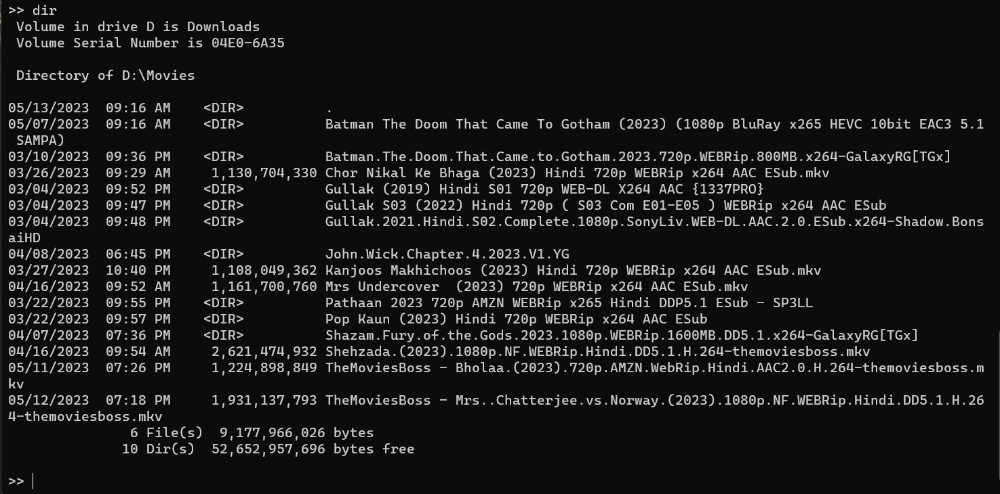 >> dir
 Volume in drive D is Downloads
 Volume Serial Number is 04E0-6A35

 Directory of D:\Movies

05/13/2023  09:16 AM    <DIR>          .
05/07/2023  09:16 AM    <DIR>          Batman The Doom That Came To Gotham (2023) (1080p BluRay x265 HEVC 10bit EAC3 5.1
 SAMPA)
03/10/2023  09:36 PM    <DIR>          Batman.The.Doom.That.Came.to.Gotham.2023.720p.WEBRip.800MB.x264-GalaxyRG[TGx]
03/26/2023  09:29 AM     1,130,704,330 Chor Nikal Ke Bhaga (2023) Hindi 720p WEBRip x264 AAC ESub.mkv
03/04/2023  09:52 PM    <DIR>          Gullak (2019) Hindi S01 720p WEB-DL X264 AAC {1337PRO}
03/04/2023  09:47 PM    <DIR>          Gullak S03 (2022) Hindi 720p ( S03 Com E01-E05 ) WEBRip x264 AAC ESub
03/04/2023  09:48 PM    <DIR>          Gullak.2021.Hindi.S02.Complete.1080p.SonyLiv.WEB-DL.AAC.2.0.ESub.x264-Shadow.Bons
aiHD
04/08/2023  06:45 PM    <DIR>          John.Wick.Chapter.4.2023.V1.YG
03/27/2023  10:40 PM     1,108,049,362 Kanjoos Makhichoos (2023) Hindi 720p WEBRip x264 AAC ESub.mkv
04/16/2023  09:52 AM     1,161,700,760 Mrs Undercover  (2023) 720p WEBRip x264 AAC ESub.mkv
03/22/2023  09:55 PM    <DIR>          Pathaan 2023 720p AMZN WEBRip x265 Hindi DDP5.1 ESub - SP3LL
03/22/2023  09:57 PM    <DIR>          Pop Kaun (2023) Hindi 720p WEBRip x264 AAC ESub
04/07/2023  07:36 PM    <DIR>          Shazam.Fury.of.the.Gods.2023.1080p.WEBRip.1600MB.DD5.1.x264-GalaxyRG[TGx]
04/16/2023  09:54 AM     2,621,474,932 Shehzada.(2023).1080p.NF.WEBRip.Hindi.DD5.1.H.264-themoviesboss.mkv
05/11/2023  07:26 PM     1,224,898,849 TheMoviesBoss - Bholaa.(2023).720p.AMZN.WebRip.Hindi.AAC2.0.H.264-themoviesboss.m
kv
05/12/2023  07:18 PM     1,931,137,793 TheMoviesBoss - Mrs..Chatterjee.vs.Norway.(2023).1080p.NF.WEBRip.Hindi.DD5.1.H.26
4-themoviesboss.mkv
               6 File(s)  9,177,966,026 bytes
              10 Dir(s)  52,652,957,696 bytes free

>>